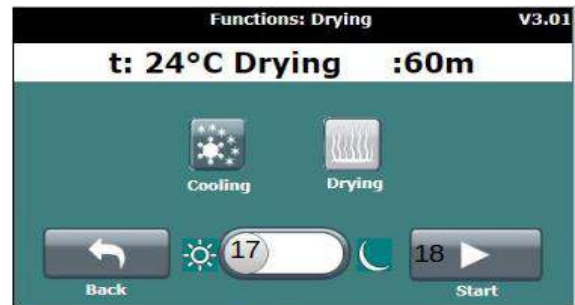 Functions: Drying V3.01
t: 24°C Drying :60m
Cooling Drying
17 18
Back Start